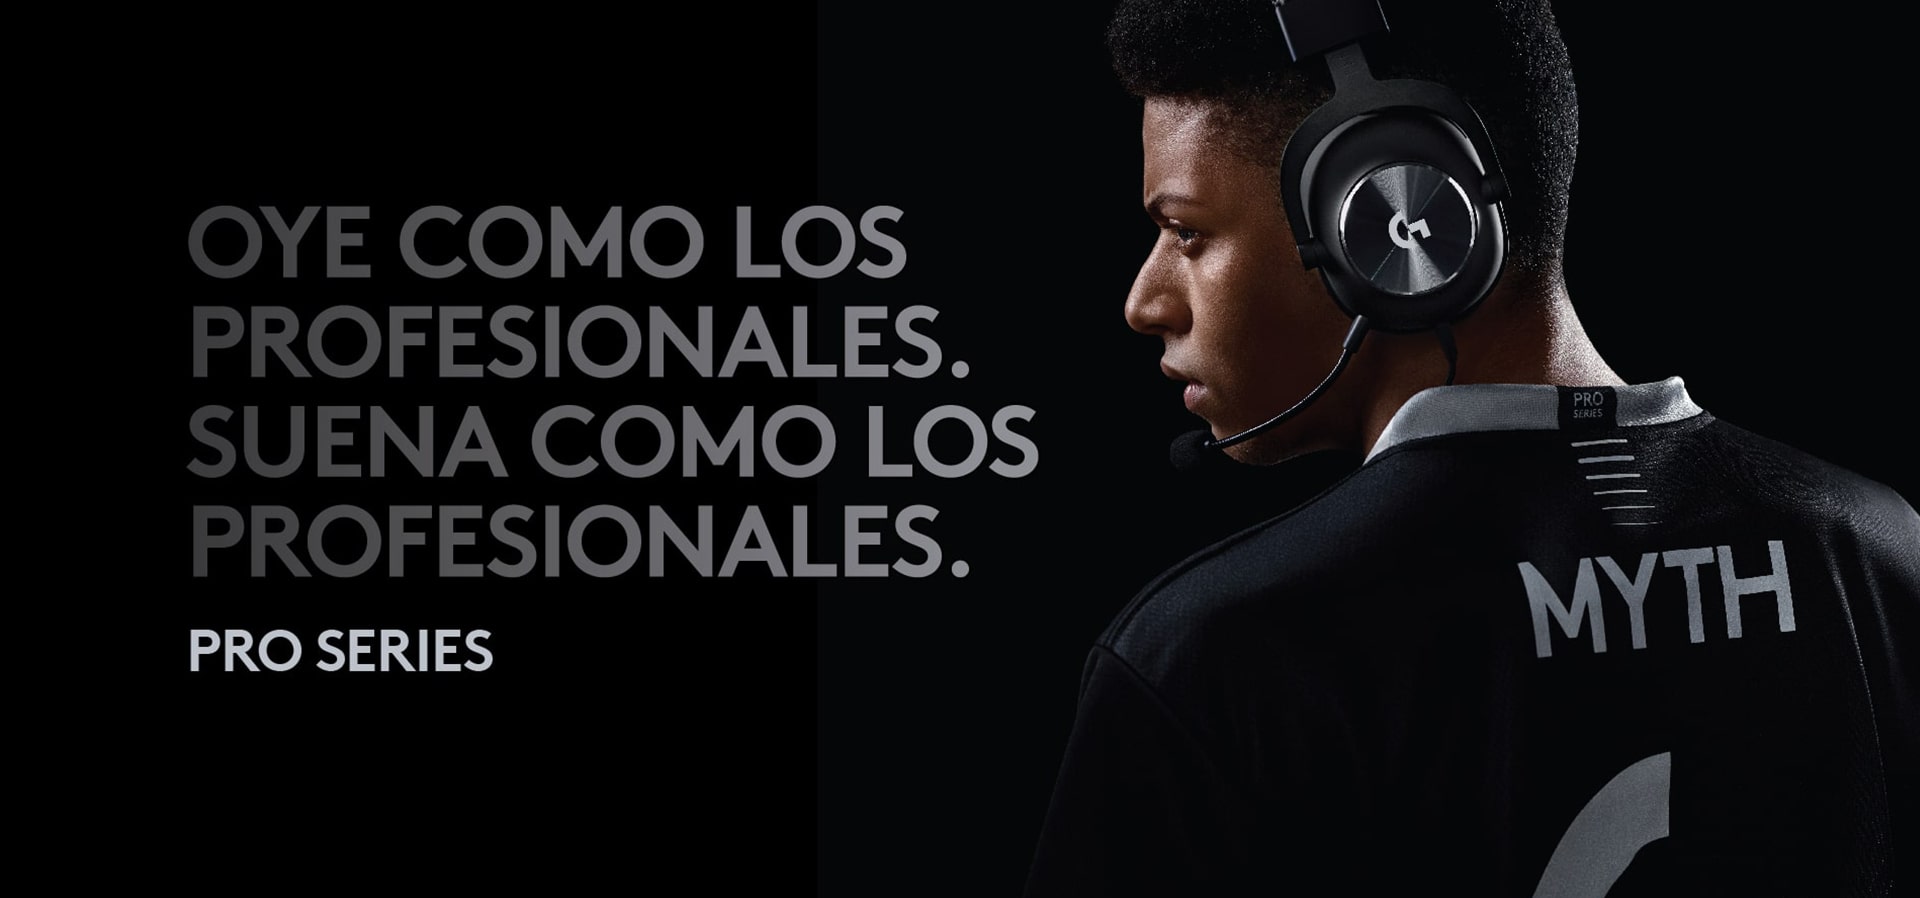 OYE COMO LOS
PROFESIONALES.
SUENA COMO LOS
PROFESIONALES.
PRO SERIES
PRO
SERIES
MYTH